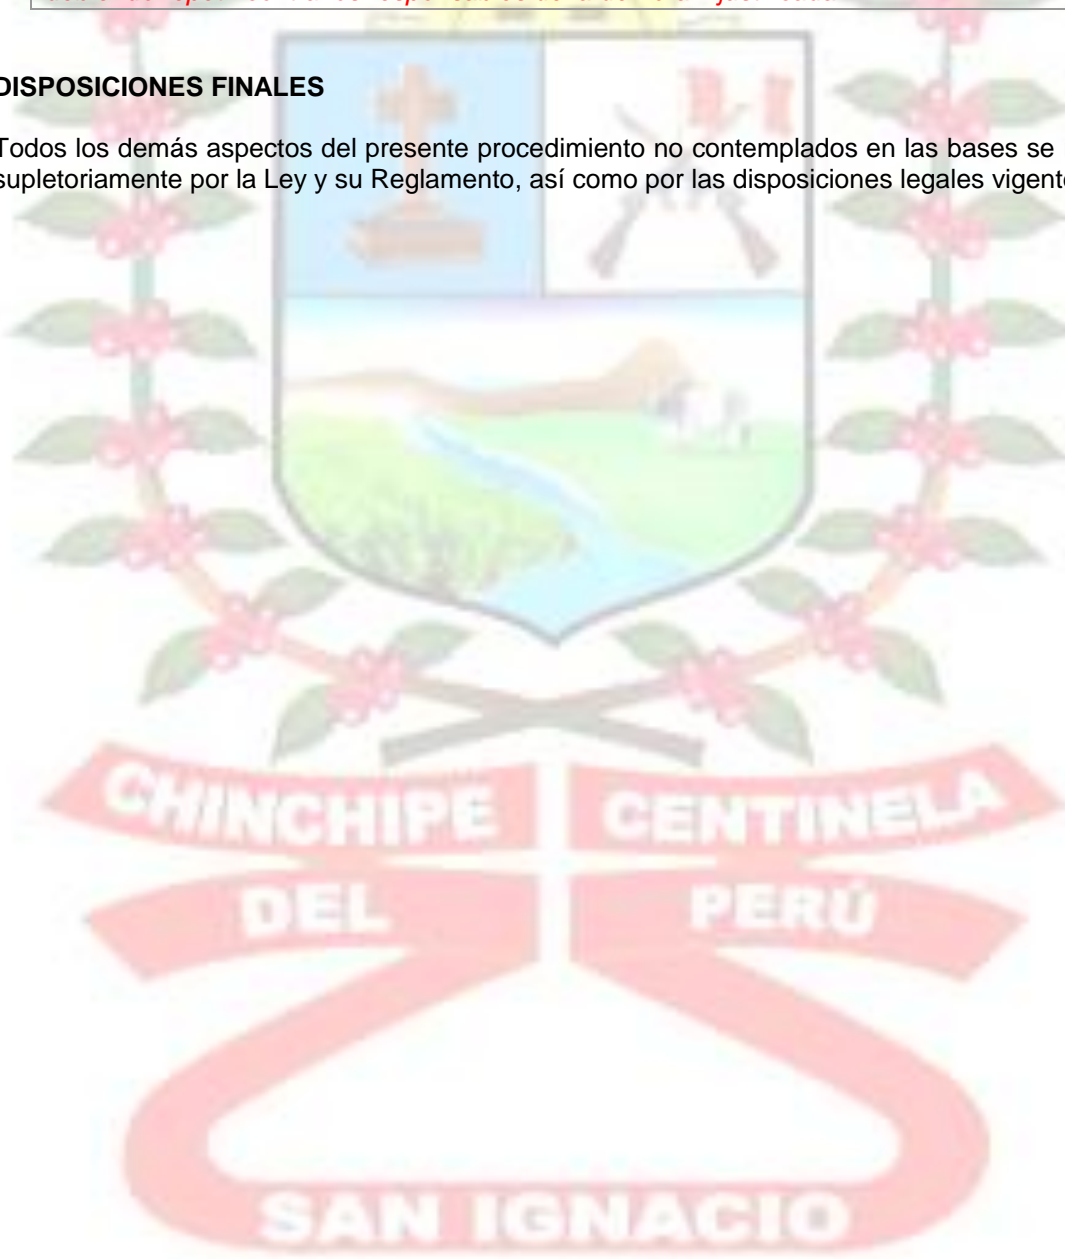 DISPOSICIONES FINALES
Todos los demás aspectos del presente procedimiento no contemplados en las bases se
supletoriamente por la Ley y su Reglamento, así como por las disposiciones legales
CHINCHIPE CENTINELA
DEL PERÚ
SAN IGNACIO